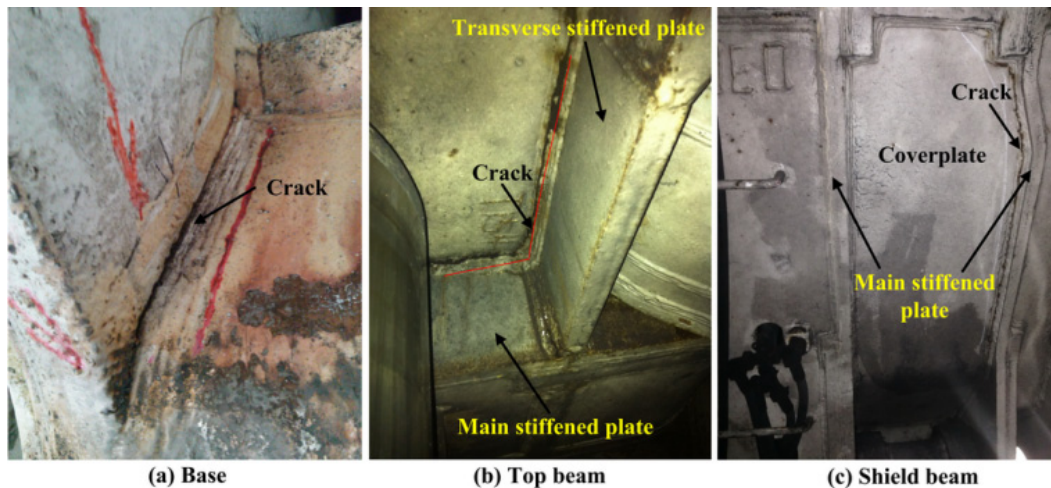 Crack
(a) Base
Transverse stiffened plate
Crack
Main stiffened plate
(b) Top beam
Crack
Coverplate
Main stiffened
plate
(c) Shield beam